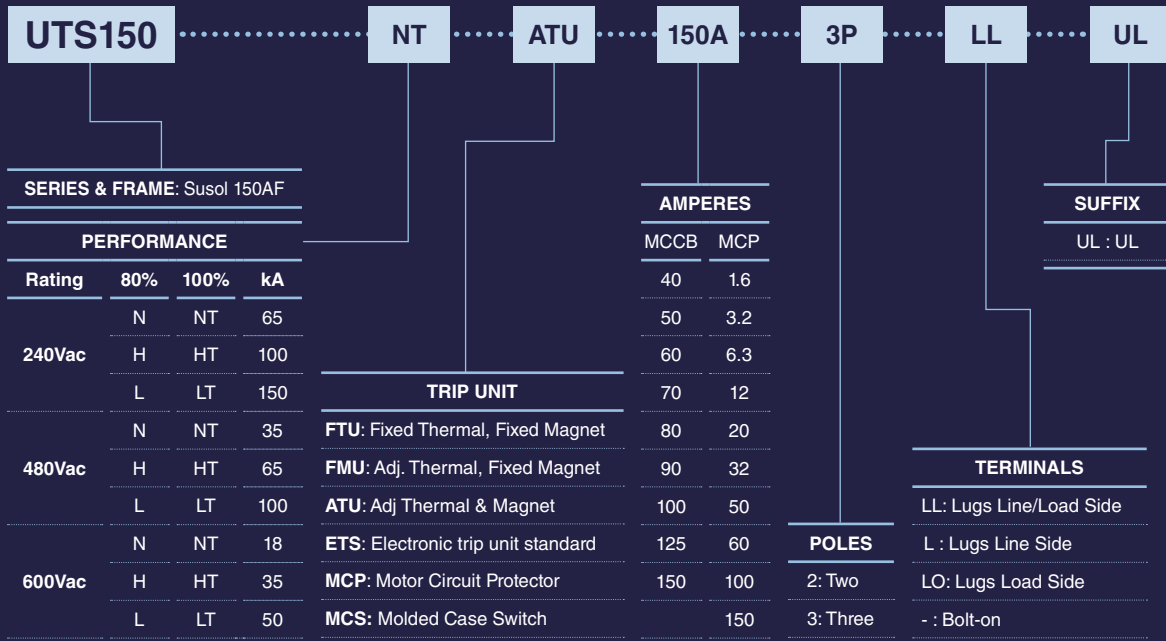 UTS150 NT ATU 150A 3P LL UL
SERIES & FRAME: Susol 150AF
PERFORMANCE
Rating 80% 100% kA
240Vac
N NT 65
H HT 100
L LT 150
480Vac
N NT 35
H HT 65
L LT 100
600Vac
N NT 18
H HT 35
L LT 50
TRIP UNIT
FTU: Fixed Thermal, Fixed Magnet
FMU: Adj. Thermal, Fixed Magnet
ATU: Adj Thermal & Magnet
ETS: Electronic trip unit standard
MCP: Motor Circuit Protector
MCS: Molded Case Switch
AMPERES
MCCB MCP
40 1.6
50 3.2
60 6.3
70 12
80 20
90 32
100 50
125 60
150 100
150
POLES
2: Two
3: Three
TERMINALS
LL: Lugs Line/Load Side
L : Lugs Line Side
LO: Lugs Load Side
- : Bolt-on
SUFFIX
UL : UL